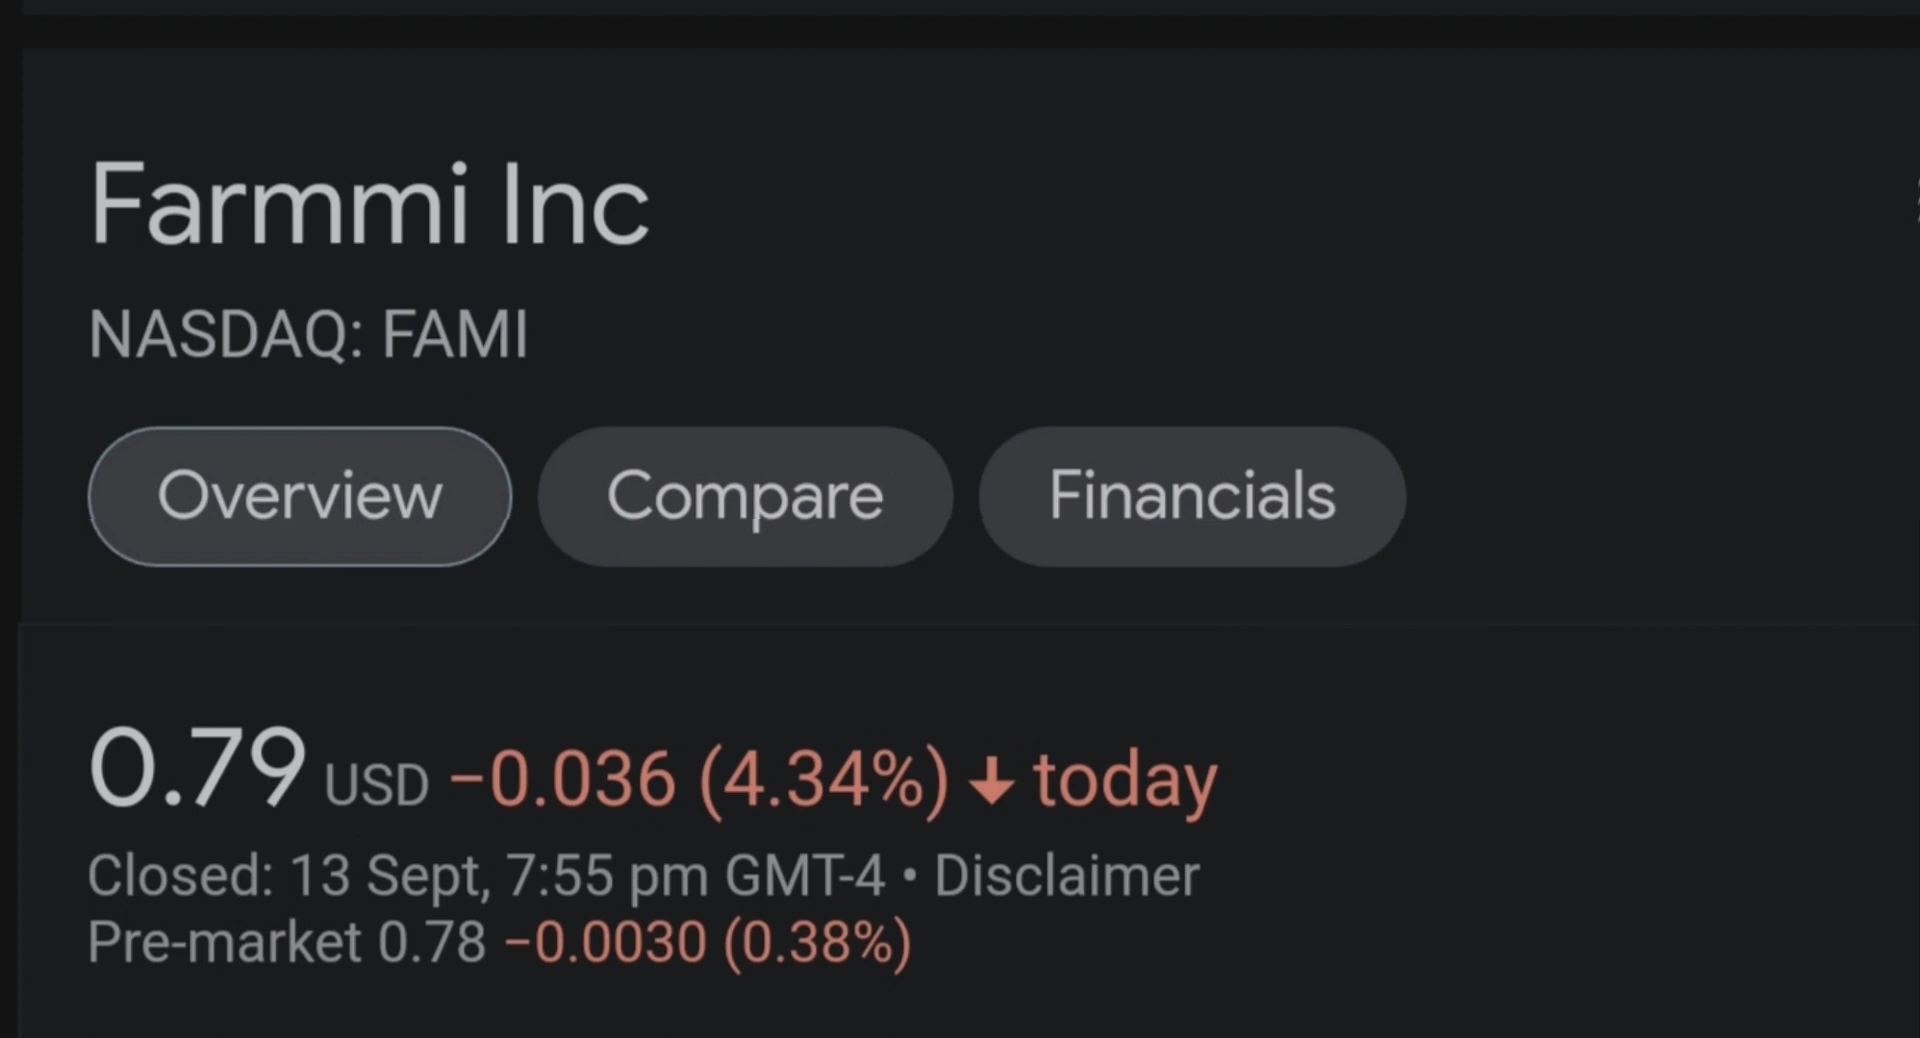 Farmmi Inc
NASDAQ: FAMI
Overview Compare Financials
0.79 USD −0.036 (4.34%) ↓ today
Closed: 13 Sept, 7:55 pm GMT-4 • Disclaimer
Pre-market 0.78 −0.0030 (0.38%)